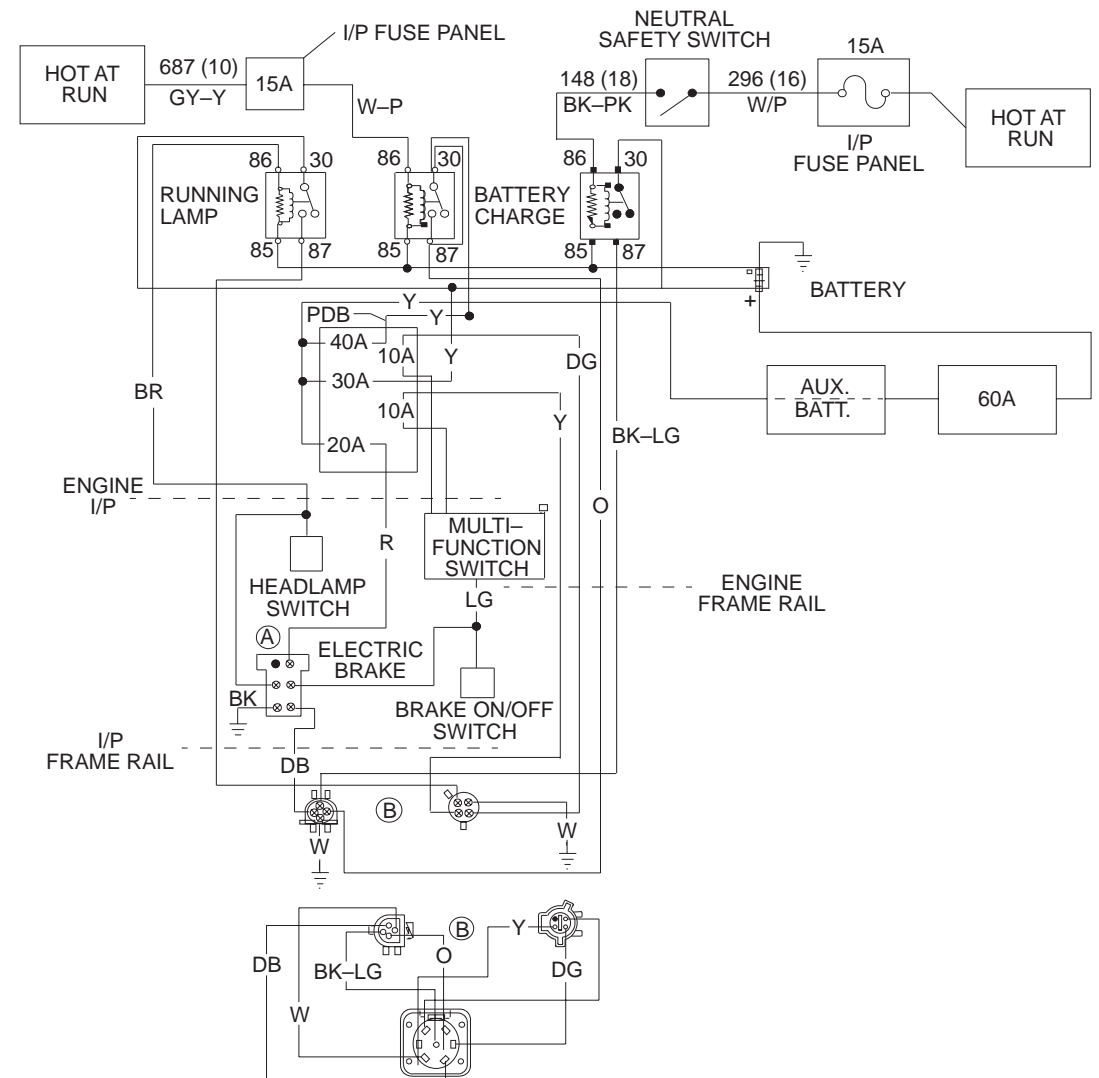 NEUTRAL
SAFETY SWITCH
I/P FUSE PANEL
15A
HOT AT
RUN
687 (10)
GY–Y
15A
W–P
148 (18)
BK–PK
296 (16)
W/P
HOT AT
RUN
I/P
FUSE PANEL
86
30
86
30
86
30
RUNNING
LAMP
BATTERY
CHARGE
85
87
85
87
85
87
BATTERY
+
Y
PDB
Y
40A
10A
Y
DG
30A
BR
10A
Y
AUX.
BATT.
60A
20A
BK–LG
ENGINE
I/P
O
R
MULTI–
FUNCTION
SWITCH
HEADLAMP
SWITCH
ENGINE
FRAME RAIL
LG
A
ELECTRIC
BRAKE
BK
BRAKE ON/OFF
SWITCH
I/P
FRAME RAIL
DB
B
W
W
B
Y
O
DB
BK–LG
DG
W